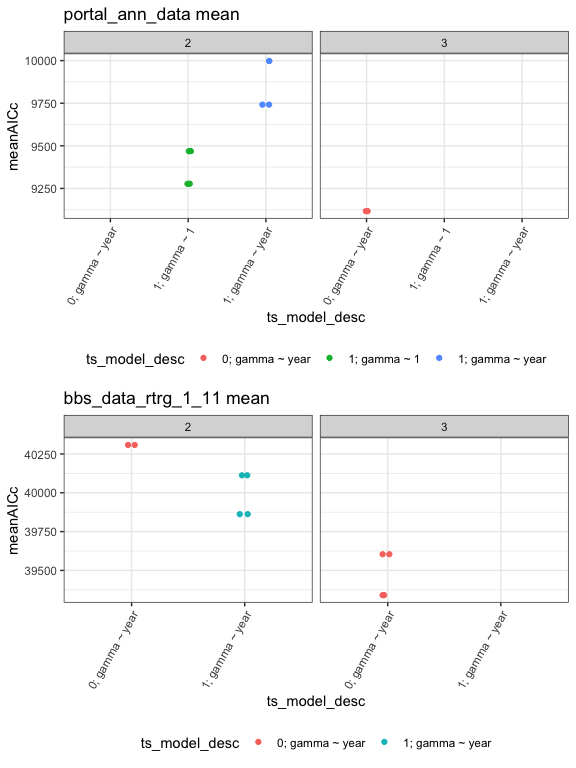 portal_ann_data mean
2
3
meanAICc
10000
9750
9500
9250
0; gamma ~ year
1; gamma ~ 1
1; gamma ~ year
0; gamma ~ year
1; gamma ~ 1
1; gamma ~ year
ts_model_desc
ts_model_desc 0; gamma ~ year 1; gamma ~ 1 1; gamma ~ year
bbs_data_rtrg_1_11 mean
2
3
meanAICc
40250
40000
39750
39500
0; gamma ~ year
1; gamma ~ year
0; gamma ~ year
1; gamma ~ year
ts_model_desc
ts_model_desc 0; gamma ~ year 1; gamma ~ year